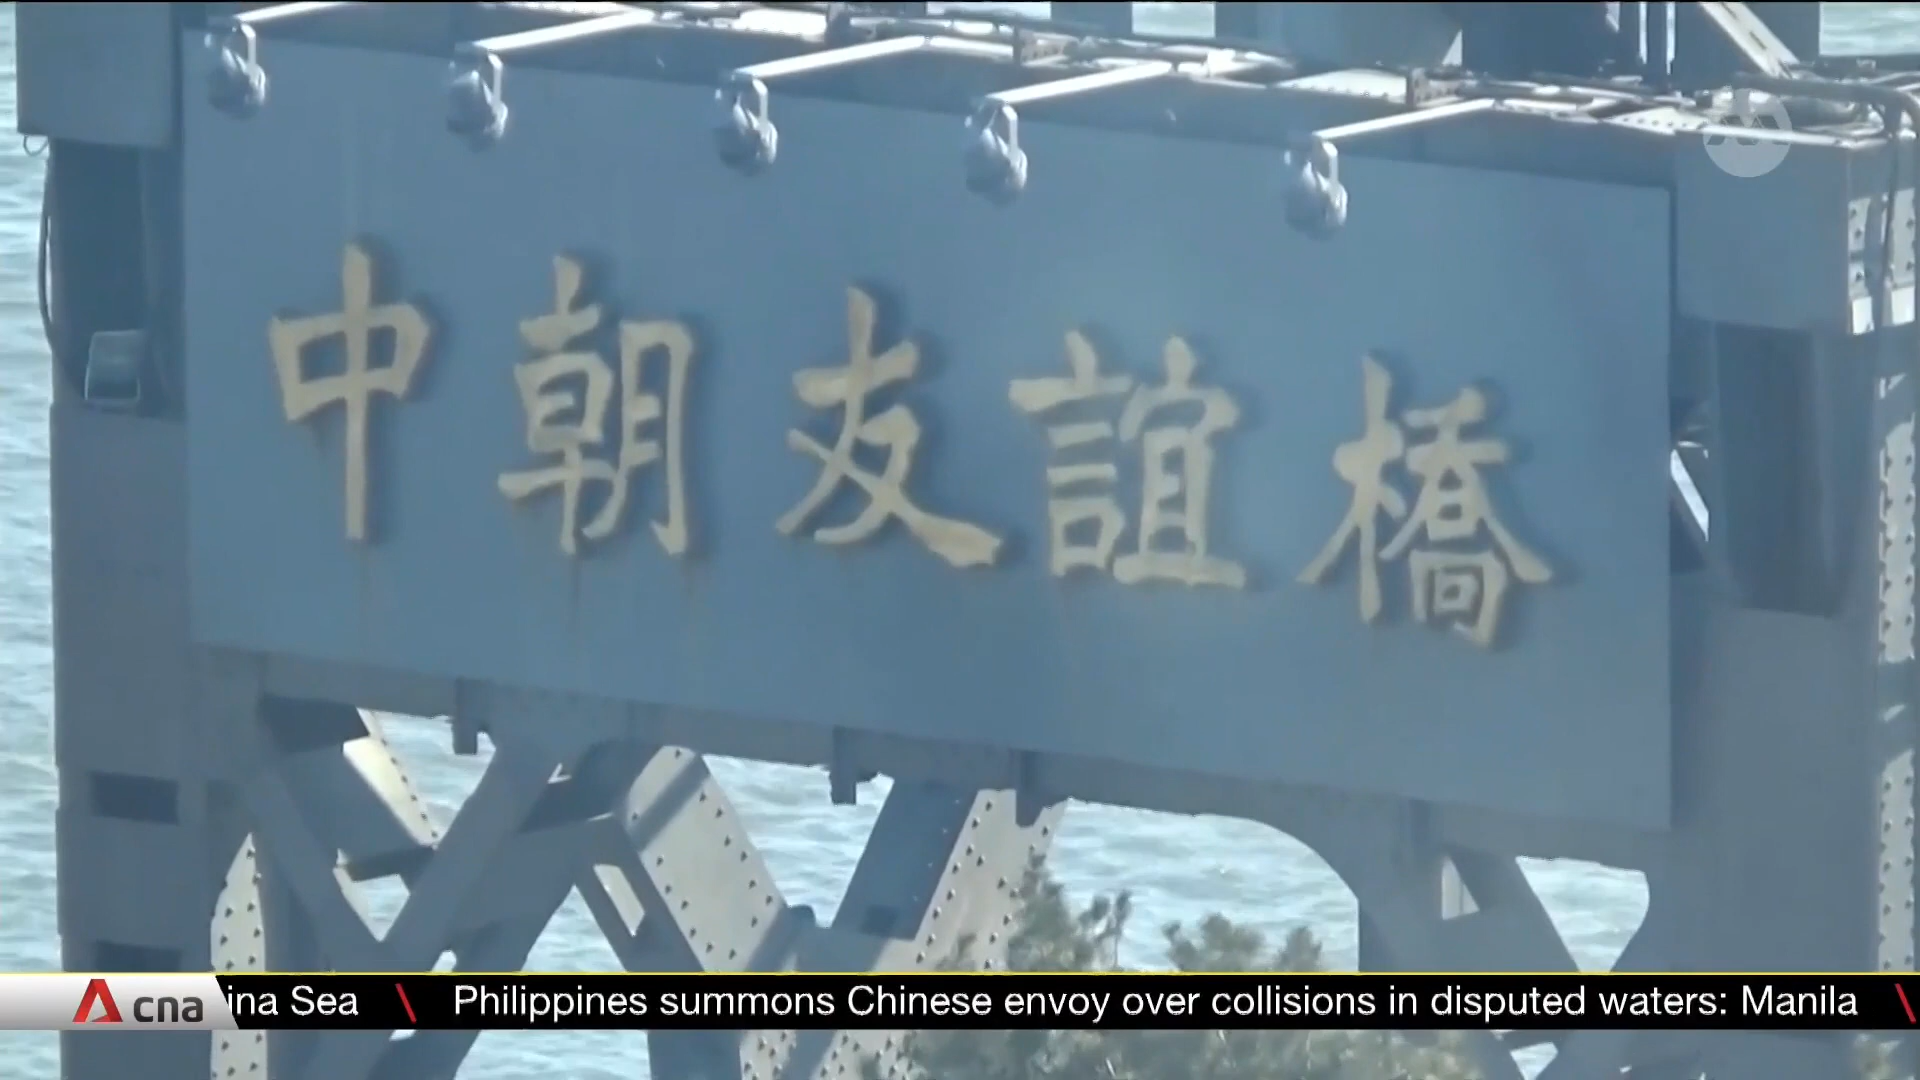 中朝友誼橋
cna
ina Sea \ Philippines summons Chinese envoy over collisions in disputed waters: Manila \